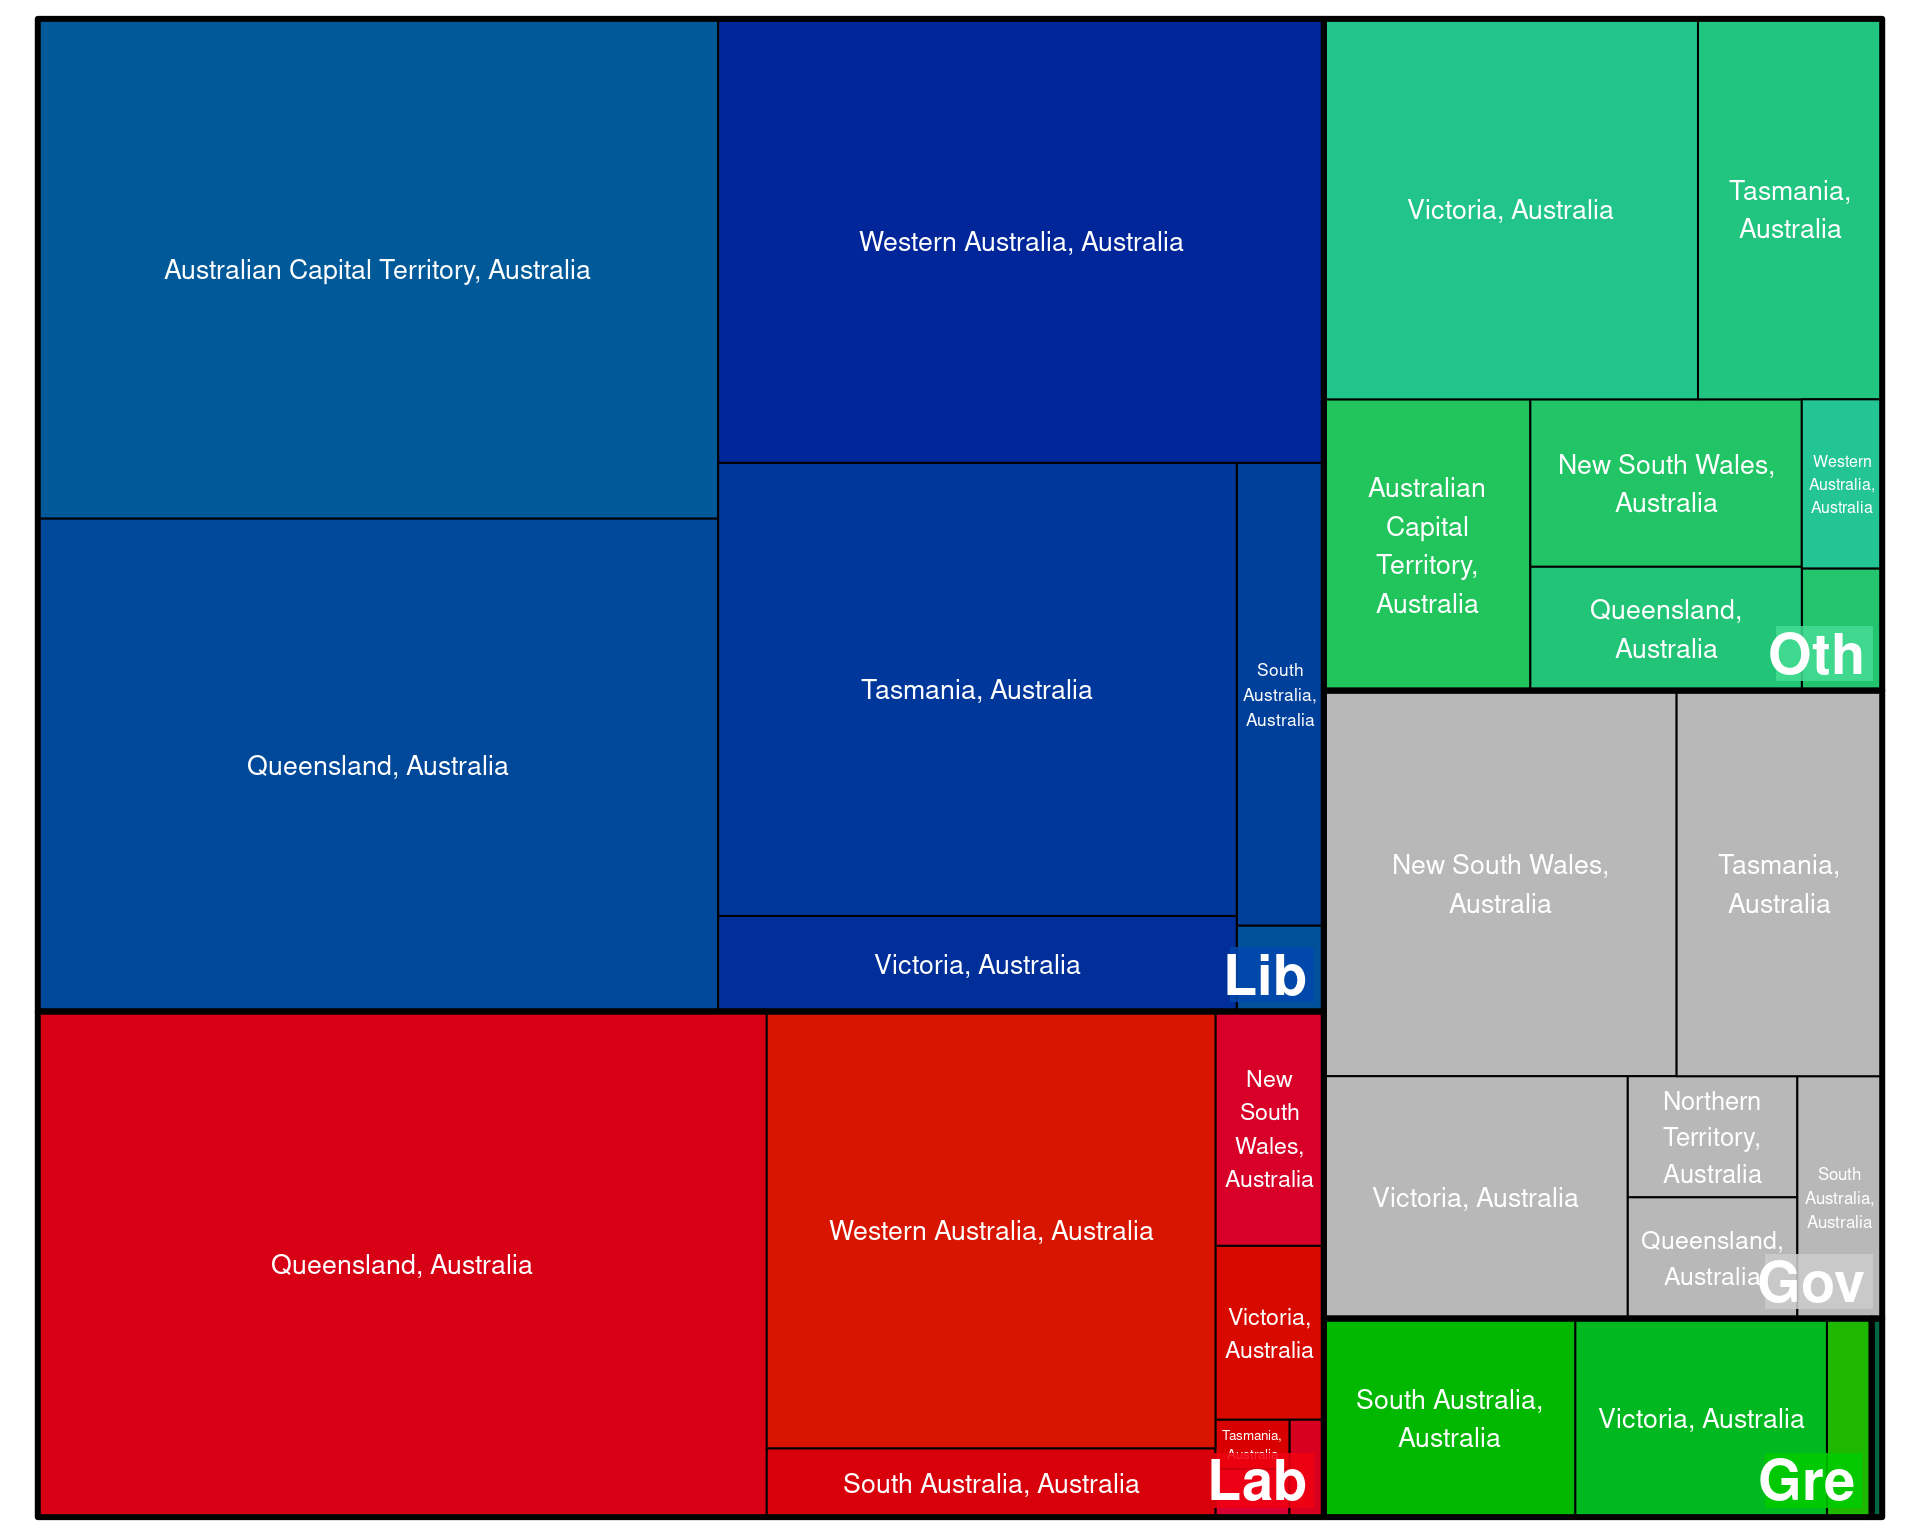 Australian Capital Territory, Australia
Queensland, Australia
Western Australia, Australia
Tasmania, Australia
South
Australia,
Australia
Victoria, Australia
Lib
Queensland, Australia
Western Australia, Australia
South Australia, Australia
New
South
Wales,
Australia
Victoria,
Australia
Tasmania,
Australia
Lab
Victoria, Australia
Tasmania,
Australia
Australian
Capital
Territory,
Australia
New South Wales,
Australia
Queensland,
Australia
Western
Australia,
Australia
Oth
New South Wales,
Australia
Tasmania,
Australia
Victoria, Australia
Northern
Territory,
Australia
Queensland,
Australia
South
Australia,
Australia
Gov
South Australia,
Australia
Victoria, Australia
Gre